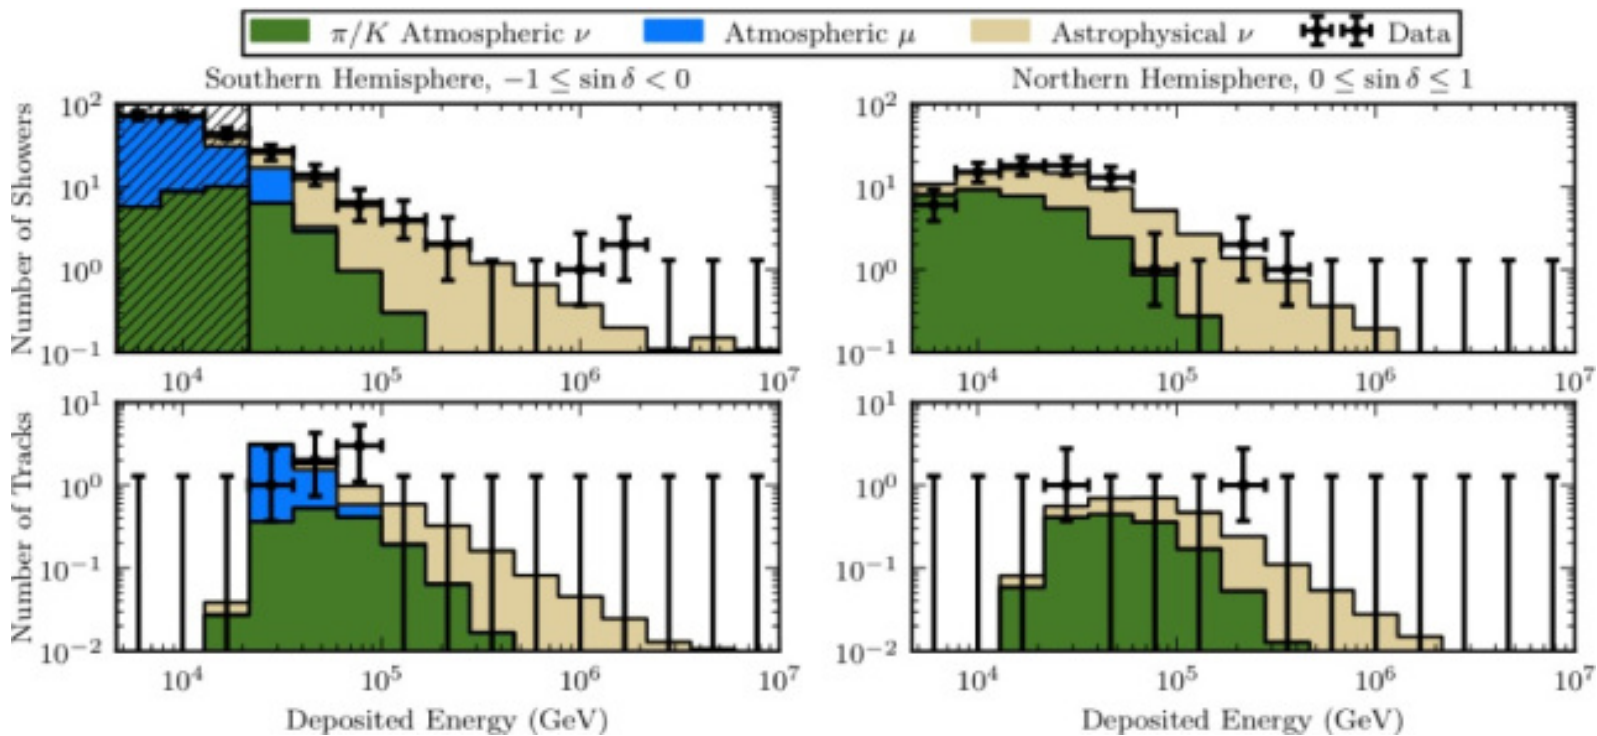 π/K Atmospheric ν Atmospheric μ Astrophysical ν Data
Southern Hemisphere, −1 ≤ sin δ < 0
Northern Hemisphere, 0 ≤ sin δ ≤ 1
Number of Showers
10² 10¹ 10⁰ 10⁻¹
10⁴ 10⁵ 10⁶ 10⁷
10² 10¹ 10⁰ 10⁻¹
10⁴ 10⁵ 10⁶ 10⁷
Number of Tracks
10¹ 10⁰ 10⁻¹ 10⁻²
10⁴ 10⁵ 10⁶ 10⁷
Deposited Energy (GeV)
10¹ 10⁰ 10⁻¹ 10⁻²
10⁴ 10⁵ 10⁶ 10⁷
Deposited Energy (GeV)